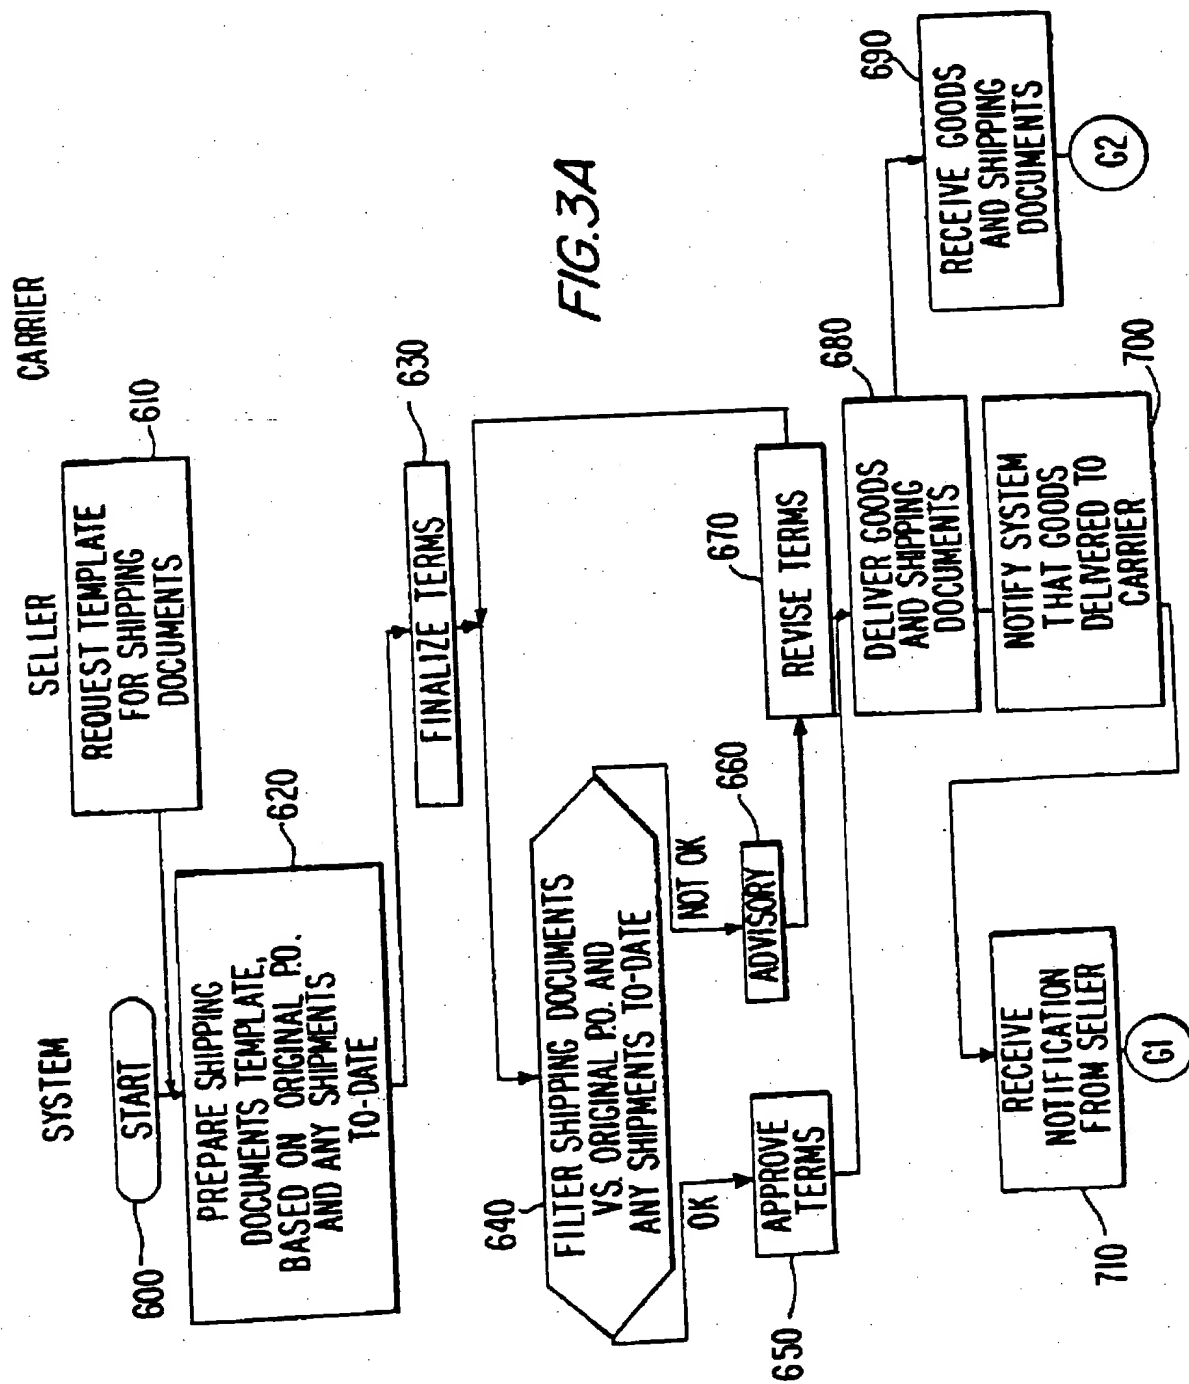 SYSTEM
SELLER
CARRIER
START
600
REQUEST TEMPLATE
FOR SHIPPING
DOCUMENTS
610
PREPARE SHIPPING
DOCUMENTS TEMPLATE,
BASED ON ORIGINAL P.O.
AND ANY SHIPMENTS
TO-DATE
620
FINALIZE TERMS
630
FILTER SHIPPING DOCUMENTS
VS. ORIGINAL P.O. AND
ANY SHIPMENTS TO-DATE
640
OK
NOT OK
APPROVE
TERMS
650
ADVISORY
660
REVISE TERMS
670
DELIVER GOODS
AND SHIPPING
DOCUMENTS
680
RECEIVE GOODS
AND SHIPPING
DOCUMENTS
690
G2
NOTIFY SYSTEM
THAT GOODS
DELIVERED TO
CARRIER
700
RECEIVE
NOTIFICATION
FROM SELLER
710
G1
FIG.3A